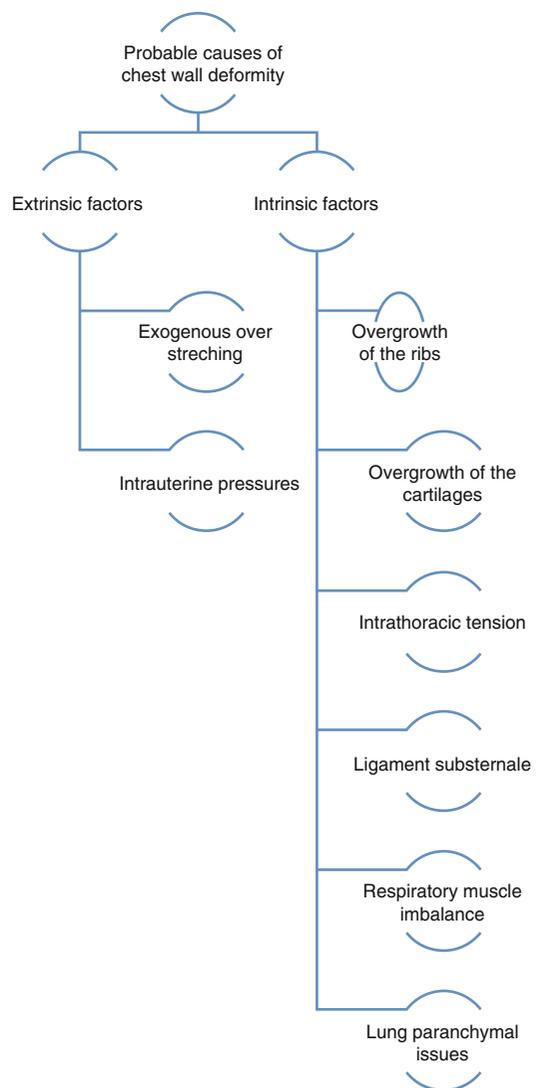 Probable causes of
chest wall deformity
Extrinsic factors
Intrinsic factors
Exogenous over
streching
Intrauterine pressures
Overgrowth
of the ribs
Overgrowth of the
cartilages
Intrathoracic tension
Ligament substernale
Respiratory muscle
imbalance
Lung paranchymal
issues